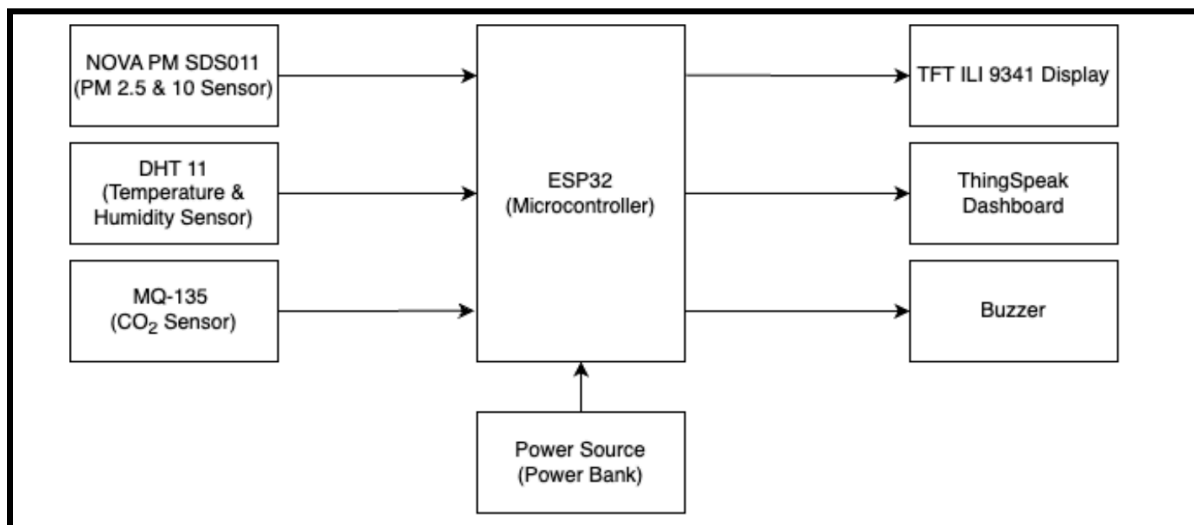 NOVA PM SDS011
(PM 2.5 & 10 Sensor)
DHT 11
(Temperature &
Humidity Sensor)
MQ-135
(CO₂ Sensor)
ESP32
(Microcontroller)
Power Source
(Power Bank)
TFT ILI 9341 Display
ThingSpeak
Dashboard
Buzzer